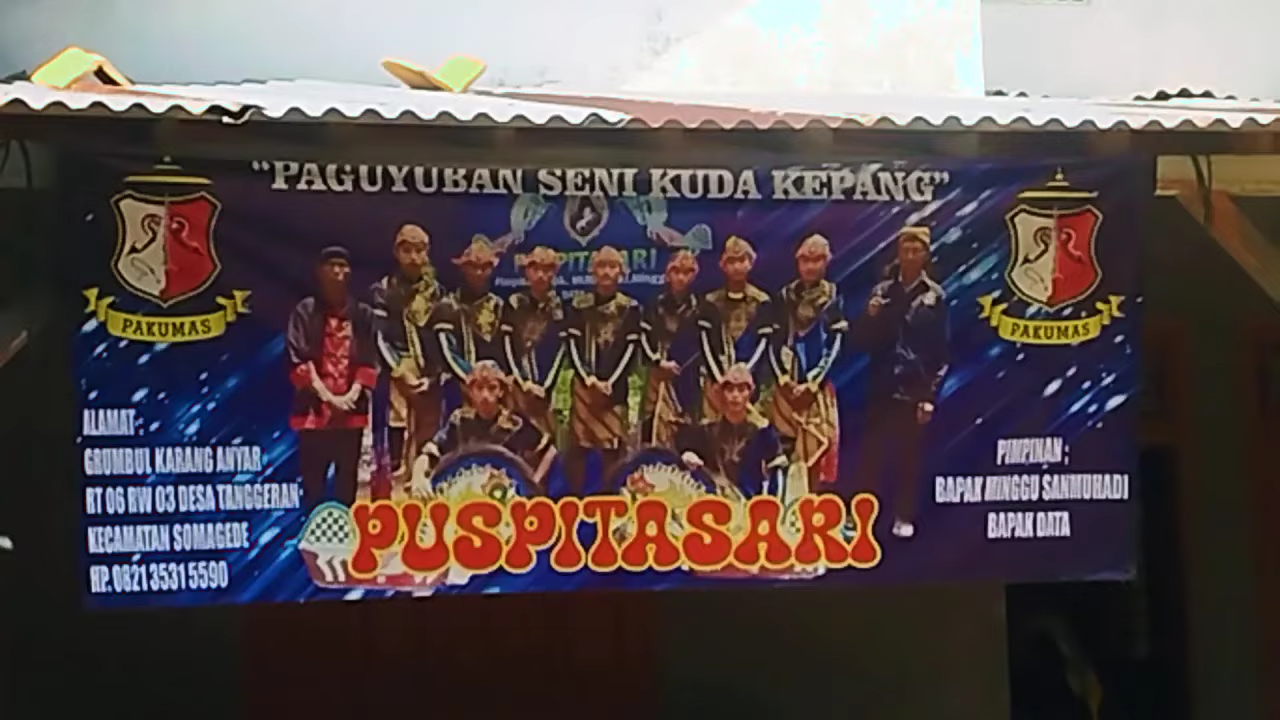 "PAGUYUBAN SENI KUDA KEPANG"
PAKUMAS
PAKUMAS
PUSPITASARI
ALAMAT :
GRUMBUL KARANG ANYAR
RT 06 RW 03 DESA TANGGERAN
KECAMATAN SOMAGEDE
HP. 0821 3531 5590
PIMPINAN :
BAPAK MINGGU SANMUHADI
BAPAK DATA
PUSPITASARI